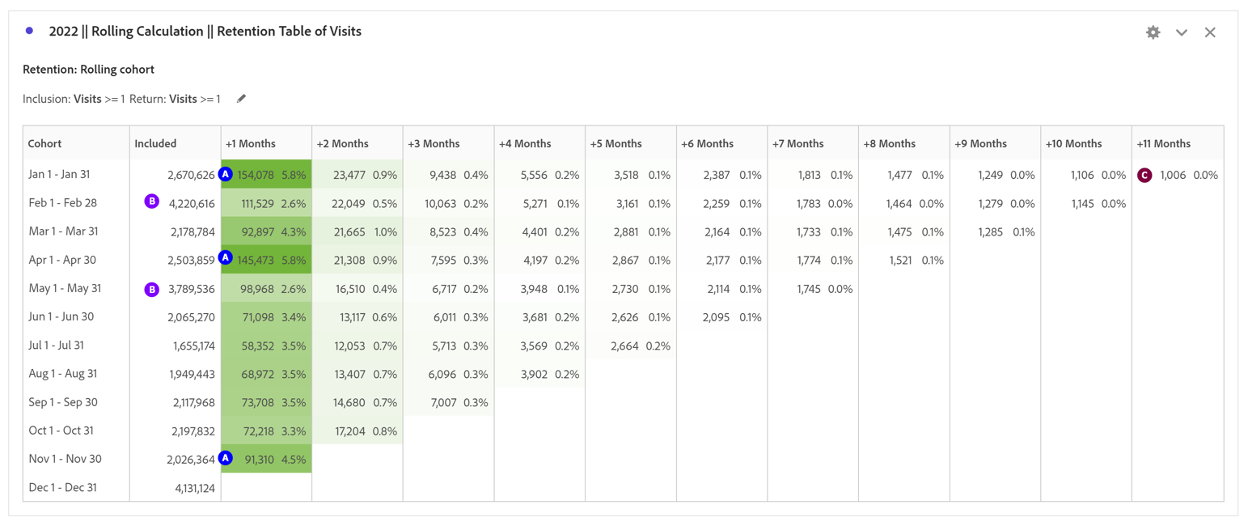 2022 || Rolling Calculation || Retention Table of Visits
Retention: Rolling cohort
Inclusion: Visits >= 1 Return: Visits >= 1
Cohort Included +1 Months +2 Months +3 Months +4 Months +5 Months +6 Months +7 Months +8 Months +9 Months +10 Months +11 Months
Jan 1 - Jan 31 2,670,626 A 154,078 5.8% 23,477 0.9% 9,438 0.4% 5,556 0.2% 3,518 0.1% 2,387 0.1% 1,813 0.1% 1,477 0.1% 1,249 0.0% 1,106 0.0% C 1,006 0.0%
Feb 1 - Feb 28 B 4,220,616 111,529 2.6% 22,049 0.5% 10,063 0.2% 5,271 0.1% 3,161 0.1% 2,259 0.1% 1,783 0.0% 1,464 0.0% 1,279 0.0% 1,145 0.0%
Mar 1 - Mar 31 2,178,784 92,897 4.3% 21,665 1.0% 8,523 0.4% 4,401 0.2% 2,881 0.1% 2,164 0.1% 1,733 0.1% 1,475 0.1% 1,285 0.1%
Apr 1 - Apr 30 2,503,859 A 145,473 5.8% 21,308 0.9% 7,595 0.3% 4,197 0.2% 2,867 0.1% 2,177 0.1% 1,774 0.1% 1,521 0.1%
May 1 - May 31 B 3,789,536 98,968 2.6% 16,510 0.4% 6,717 0.2% 3,948 0.1% 2,730 0.1% 2,114 0.1% 1,745 0.0%
Jun 1 - Jun 30 2,065,270 71,098 3.4% 13,117 0.6% 6,011 0.3% 3,681 0.2% 2,626 0.1% 2,095 0.1%
Jul 1 - Jul 31 1,655,174 58,352 3.5% 12,053 0.7% 5,713 0.3% 3,569 0.2% 2,664 0.2%
Aug 1 - Aug 31 1,949,443 68,972 3.5% 13,407 0.7% 6,096 0.3% 3,902 0.2%
Sep 1 - Sep 30 2,117,968 73,708 3.5% 14,680 0.7% 7,007 0.3%
Oct 1 - Oct 31 2,197,832 72,218 3.3% 17,204 0.8%
Nov 1 - Nov 30 2,026,364 A 91,310 4.5%
Dec 1 - Dec 31 4,131,124